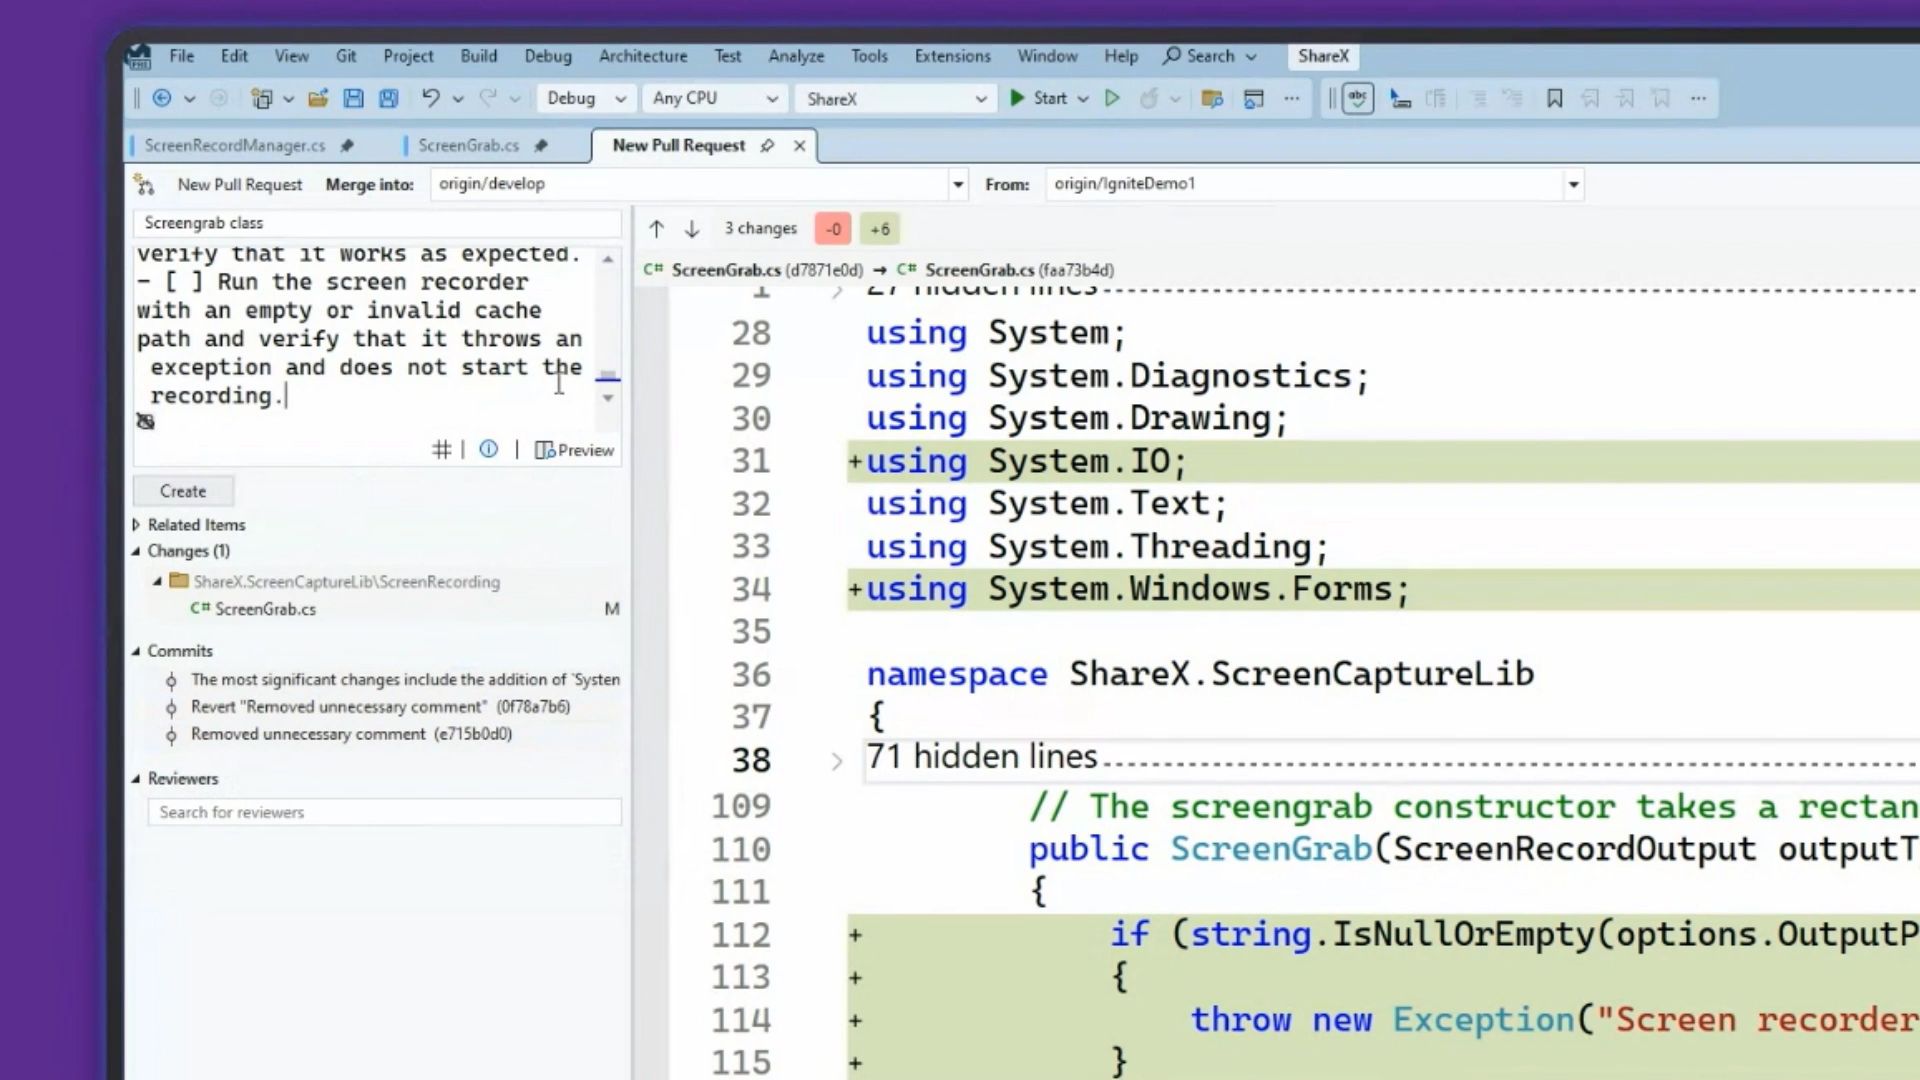 File Edit View Git Project Build Debug Architecture Test Analyze Tools Extensions Window Help Search ShareX
Debug Any CPU ShareX Start abc
ScreenRecordManager.cs ScreenGrab.cs New Pull Request
New Pull Request Merge into: origin/develop From: origin/IgniteDemo1
Screengrab class
verify that it works as expected.
- [ ] Run the screen recorder
with an empty or invalid cache
path and verify that it throws an
exception and does not start the
recording.
# | | Preview
Create
Related Items
Changes (1)
ShareX.ScreenCaptureLib\ScreenRecording
C# ScreenGrab.cs M
Commits
The most significant changes include the addition of `System
Revert "Removed unnecessary comment" (0f78a7b6)
Removed unnecessary comment (e715b0d0)
Reviewers
Search for reviewers
3 changes -0 +6
C# ScreenGrab.cs (d7871e0d) → C# ScreenGrab.cs (faa73b4d)
1 27 hidden lines
28 using System;
29 using System.Diagnostics;
30 using System.Drawing;
31 +using System.IO;
32 using System.Text;
33 using System.Threading;
34 +using System.Windows.Forms;
35
36 namespace ShareX.ScreenCaptureLib
37 {
38 71 hidden lines
109 // The screengrab constructor takes a rectan
110 public ScreenGrab(ScreenRecordOutput outputT
111 {
112 + if (string.IsNullOrEmpty(options.OutputP
113 + {
114 + throw new Exception("Screen recorder
115 + }